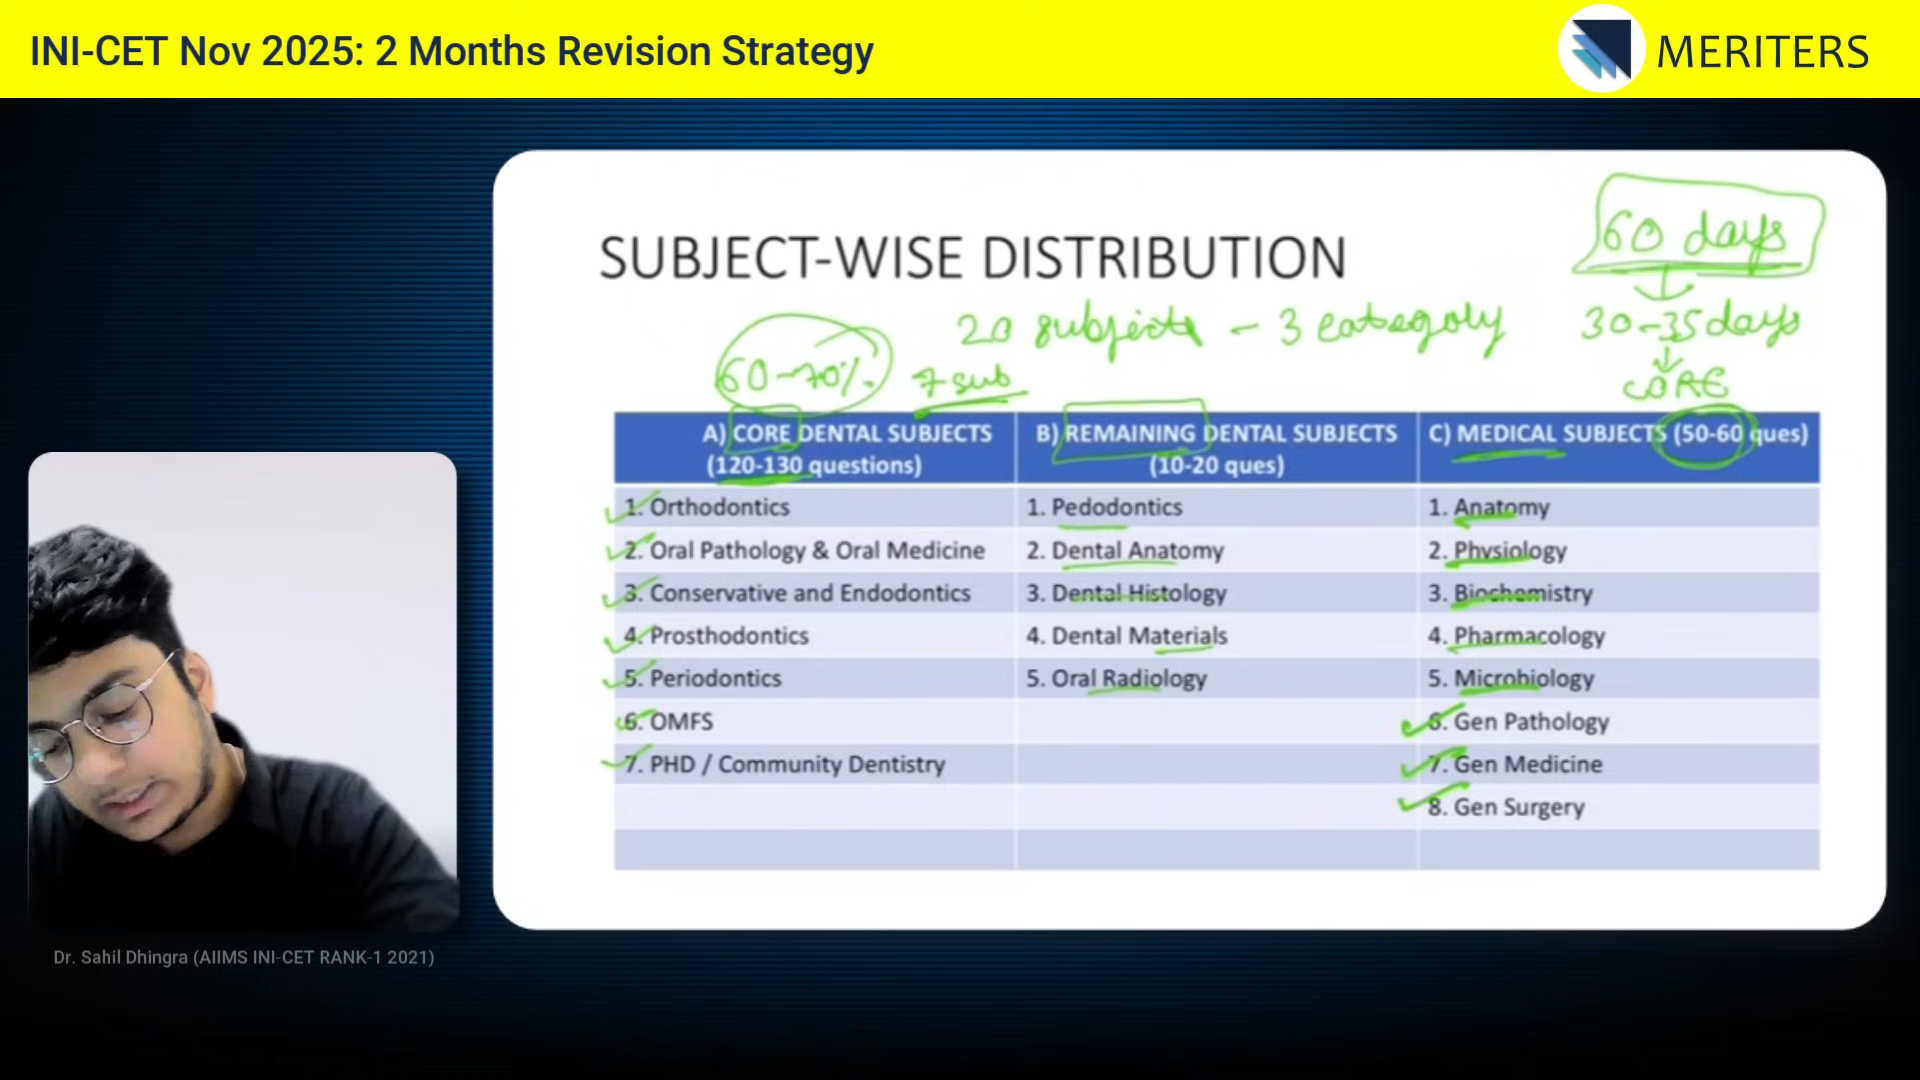 INI-CET Nov 2025: 2 Months Revision Strategy
MERITERS
SUBJECT-WISE DISTRIBUTION
60 days
20 subjects - 3 category
30-35 days
60-70%
7 sub
CORE
A) CORE DENTAL SUBJECTS
(120-130 questions)
B) REMAINING DENTAL SUBJECTS
(10-20 ques)
C) MEDICAL SUBJECTS (50-60 ques)
1. Orthodontics
1. Pedodontics
1. Anatomy
2. Oral Pathology & Oral Medicine
2. Dental Anatomy
2. Physiology
3. Conservative and Endodontics
3. Dental Histology
3. Biochemistry
4. Prosthodontics
4. Dental Materials
4. Pharmacology
5. Periodontics
5. Oral Radiology
5. Microbiology
6. OMFS
6. Gen Pathology
7. PHD / Community Dentistry
7. Gen Medicine
8. Gen Surgery
Dr. Sahil Dhingra (AIIMS INI-CET RANK-1 2021)